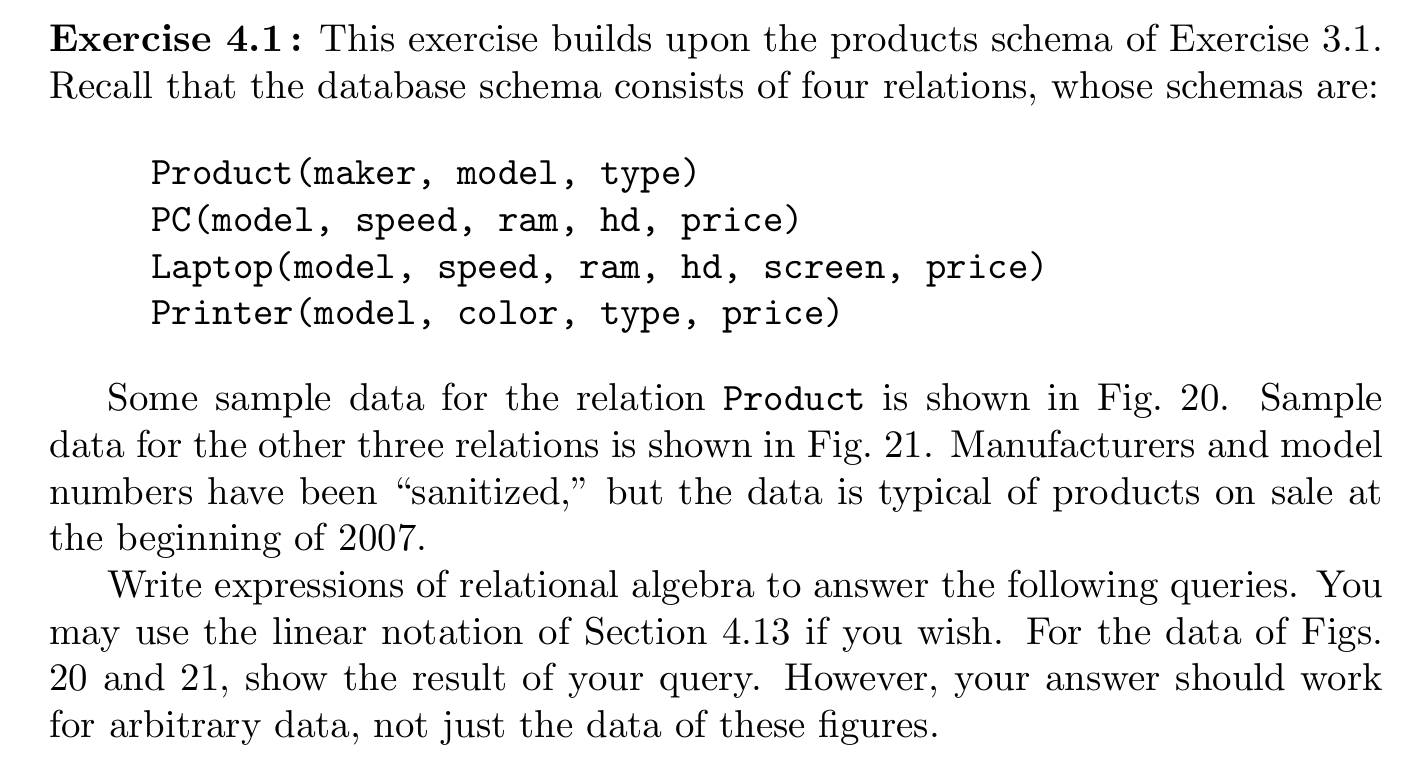 Exercise 4.1: This exercise builds upon the products schema of Exercise 3.1.
Recall that the database schema consists of four relations, whose schemas are:
Product(maker, model, type)
PC(model, speed, ram, hd, price)
Laptop(model, speed, ram, hd, screen, price)
Printer(model, color, type, price)
Some sample data for the relation Product is shown in Fig. 20. Sample
data for the other three relations is shown in Fig. 21. Manufacturers and model
numbers have been “sanitized,” but the data is typical of products on sale at
the beginning of 2007.
Write expressions of relational algebra to answer the following queries. You
may use the linear notation of Section 4.13 if you wish. For the data of Figs.
20 and 21, show the result of your query. However, your answer should work
for arbitrary data, not just the data of these figures.